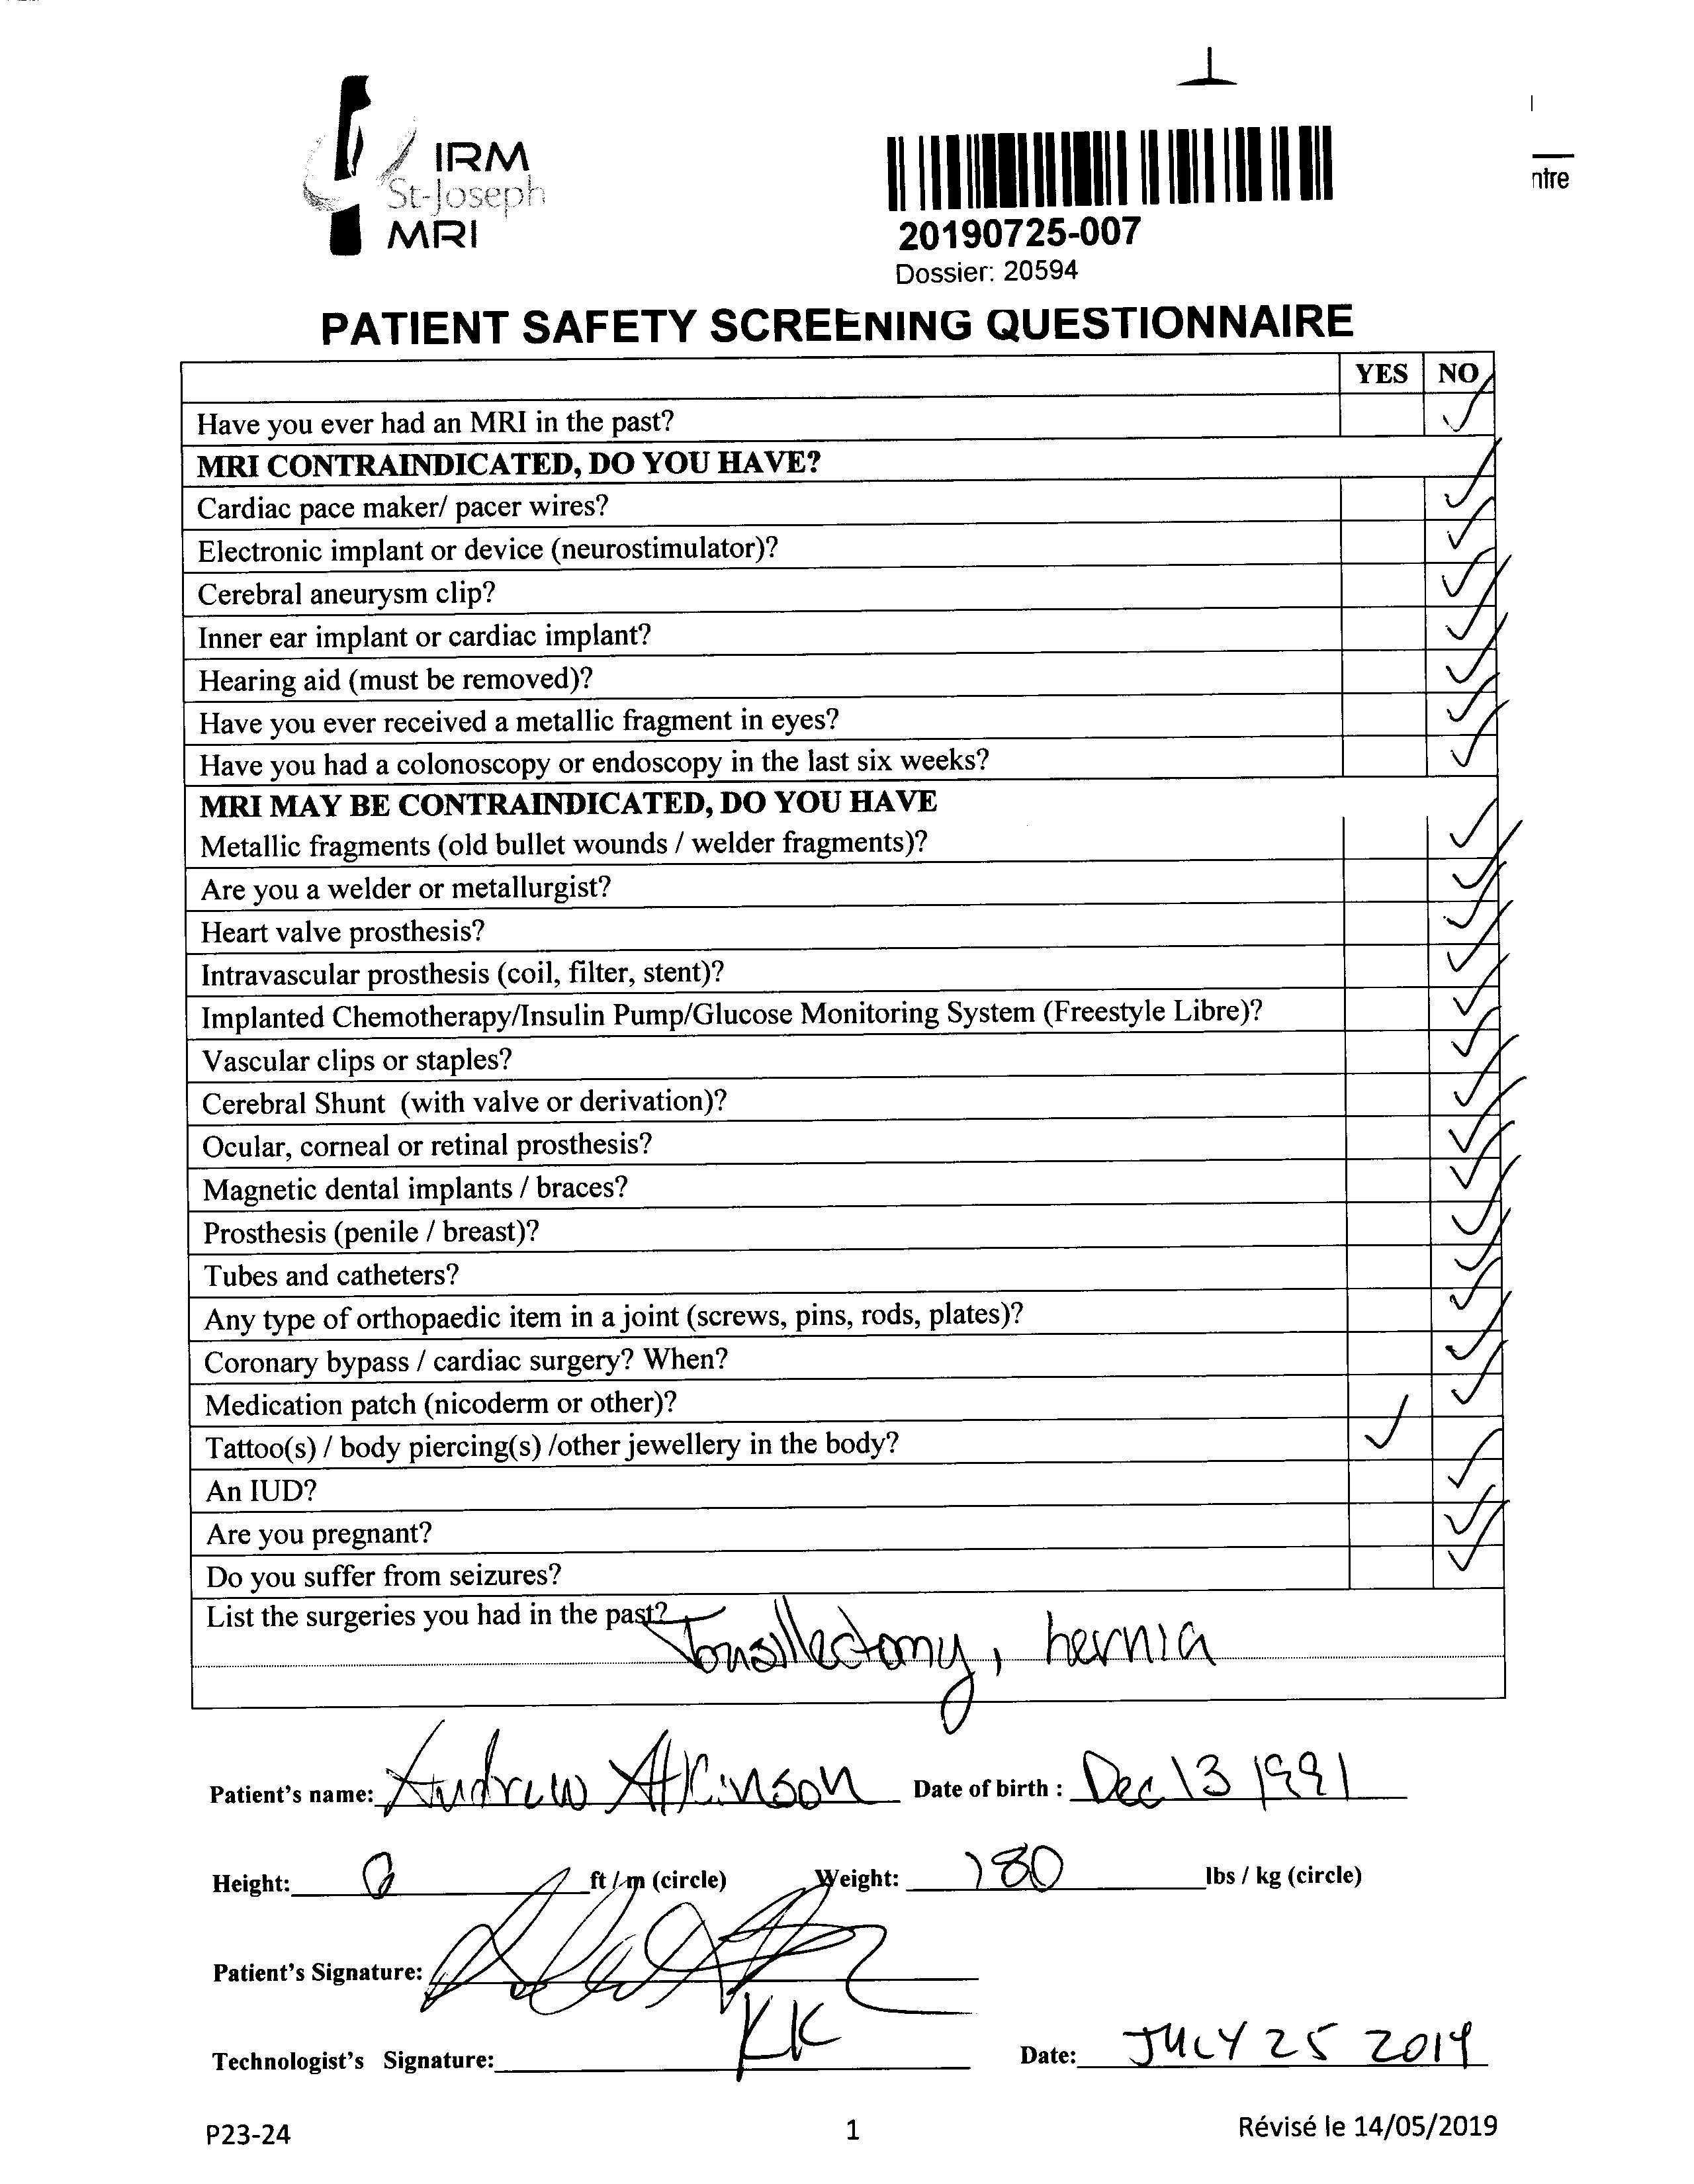 ntre
IRM
St-Joseph
MRI
20190725-007
Dossier: 20594
PATIENT SAFETY SCREENING QUESTIONNAIRE
YES NO
Have you ever had an MRI in the past? ✓
MRI CONTRAINDICATED, DO YOU HAVE?
Cardiac pace maker/ pacer wires? ✓
Electronic implant or device (neurostimulator)? ✓
Cerebral aneurysm clip? ✓
Inner ear implant or cardiac implant? ✓
Hearing aid (must be removed)? ✓
Have you ever received a metallic fragment in eyes? ✓
Have you had a colonoscopy or endoscopy in the last six weeks? ✓
MRI MAY BE CONTRAINDICATED, DO YOU HAVE
Metallic fragments (old bullet wounds / welder fragments)? ✓
Are you a welder or metallurgist? ✓
Heart valve prosthesis? ✓
Intravascular prosthesis (coil, filter, stent)? ✓
Implanted Chemotherapy/Insulin Pump/Glucose Monitoring System (Freestyle Libre)? ✓
Vascular clips or staples? ✓
Cerebral Shunt (with valve or derivation)? ✓
Ocular, corneal or retinal prosthesis? ✓
Magnetic dental implants / braces? ✓
Prosthesis (penile / breast)? ✓
Tubes and catheters? ✓
Any type of orthopaedic item in a joint (screws, pins, rods, plates)? ✓
Coronary bypass / cardiac surgery? When? ✓
Medication patch (nicoderm or other)? ✓
Tattoo(s) / body piercing(s) /other jewellery in the body? ✓
An IUD? ✓
Are you pregnant? ✓
Do you suffer from seizures? ✓
List the surgeries you had in the past? Tonsillectomy, hernia
Patient's name: Andrew Atkinson Date of birth : Dec 13 1991
Height: ft / m (circle) Weight: 180 lbs / kg (circle)
Patient's Signature:
Technologist's Signature: KK Date: JULY 25 2019
P23-24 1 Révisé le 14/05/2019